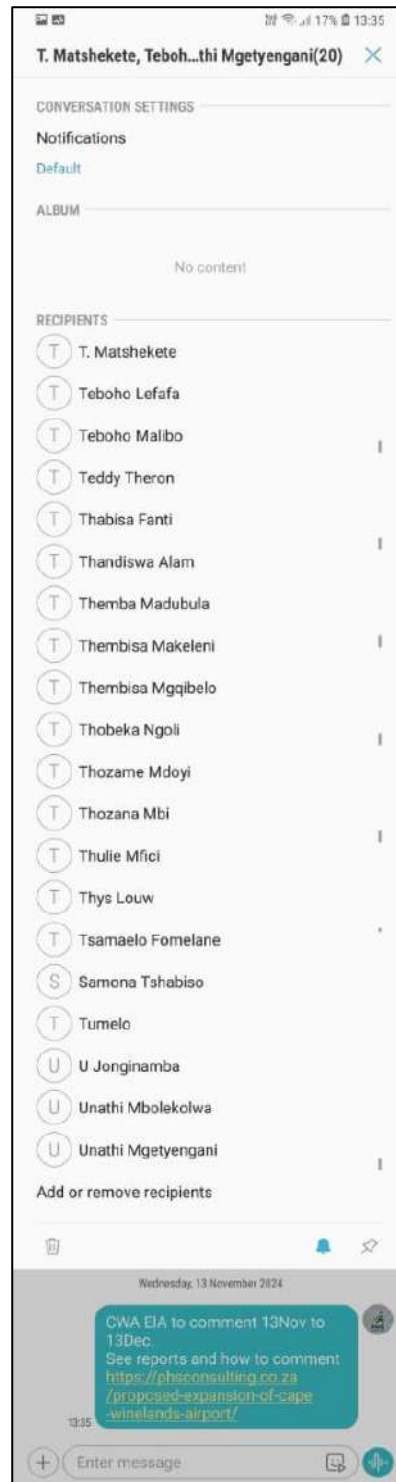 17% 13:35
T. Matshekete, Teboh...thi Mgetyengani(20)
CONVERSATION SETTINGS
Notifications
Default
ALBUM
No content
RECIPIENTS
T T. Matshekete
T Teboho Lefafa
T Teboho Malibo
T Teddy Theron
T Thabisa Fanti
T Thandiswa Alam
T Themba Madubula
T Thembisa Makeleni
T Thembisa Mgqibelo
T Thobeka Ngoli
T Thozame Mdoyi
T Thozana Mbi
T Thulie Mfici
T Thys Louw
T Tsamaelo Fomelane
S Samona Tshabiso
T Tumelo
U U Jonginamba
U Unathi Mbolekolwa
U Unathi Mgetyengani
Add or remove recipients
Wednesday, 13 November 2024
CWA EIA to comment 13Nov to
13Dec.
See reports and how to comment
https://phsconsulting.co.za
/proposed-expansion-of-cape
-winelands-airport/
13:35
Enter message